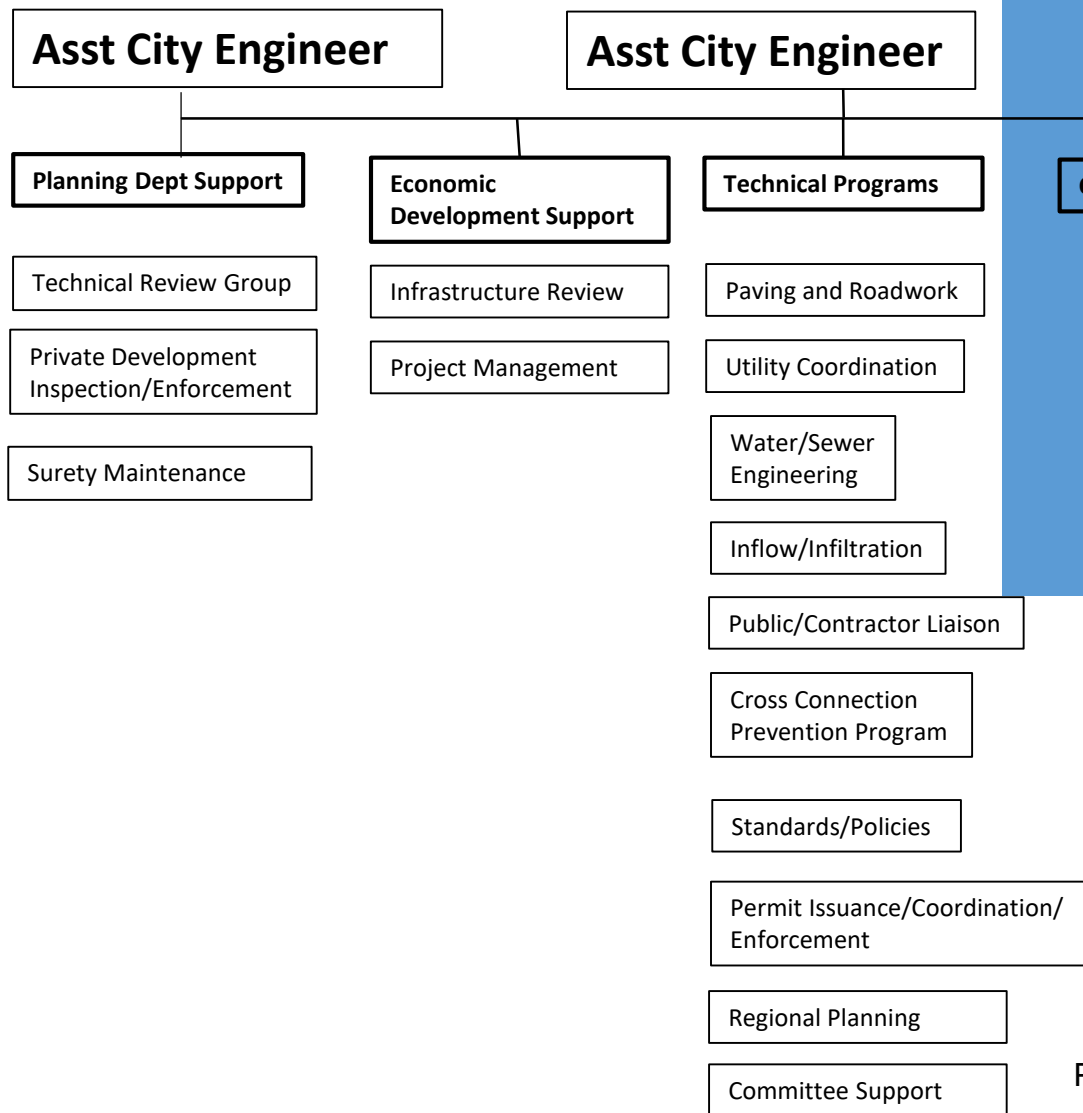 Asst City Engineer
Asst City Engineer
Planning Dept Support
Economic
Development Support
Technical Programs
Technical Review Group
Private Development
Inspection/Enforcement
Surety Maintenance
Infrastructure Review
Project Management
Paving and Roadwork
Utility Coordination
Water/Sewer
Engineering
Inflow/Infiltration
Public/Contractor Liaison
Cross Connection
Prevention Program
Standards/Policies
Permit Issuance/Coordination/
Enforcement
Regional Planning
Committee Support